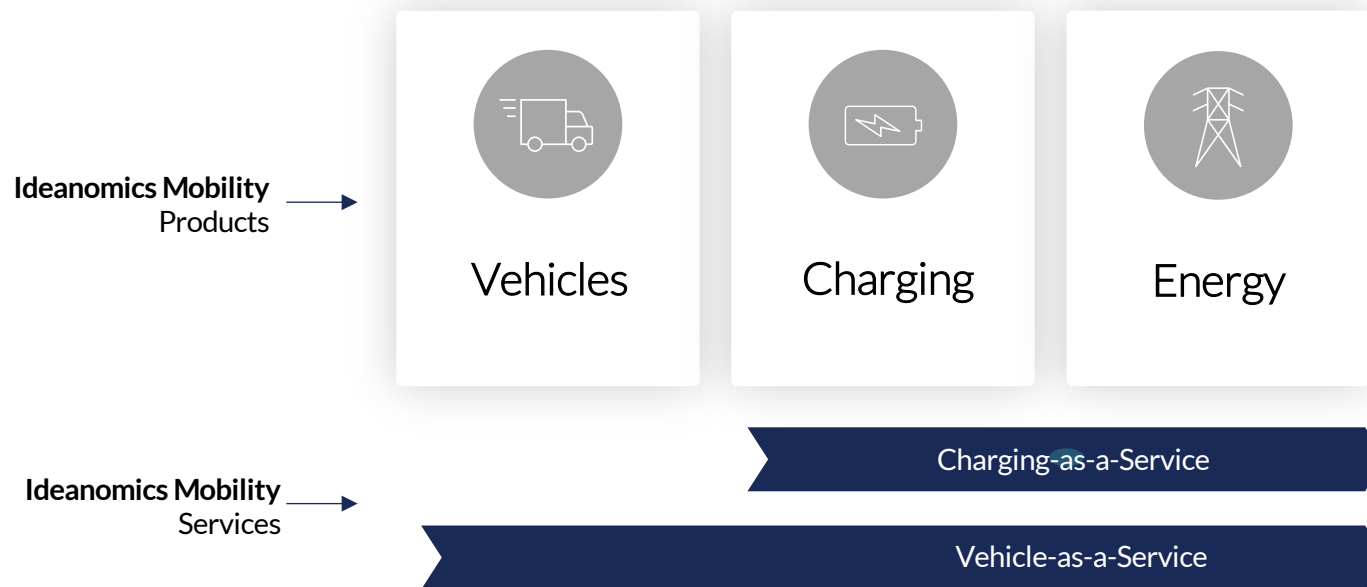 Ideanomics Mobility
Products
Vehicles
Charging
Energy
Ideanomics Mobility
Services
Charging-as-a-Service
Vehicle-as-a-Service